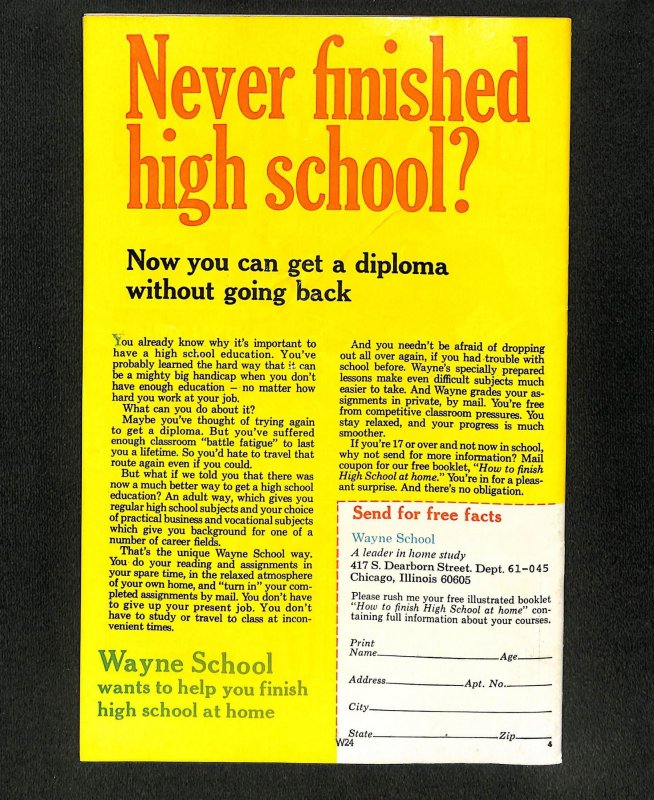 Never finished
high school?
Now you can get a diploma
without going back
You already know why it's important to
have a high school education. You've
probably learned the hard way that it can
be a mighty big handicap when you don't
have enough education — no matter how
hard you work at your job.
What can you do about it?
Maybe you've thought of trying again
to get a diploma. But you've suffered
enough classroom "battle fatigue" to last
you a lifetime. So you'd hate to travel that
route again even if you could.
But what if we told you that there was
now a much better way to get a high school
education? An adult way, which gives you
regular high school subjects and your choice
of practical business and vocational subjects
which give you background for one of a
number of career fields.
That's the unique Wayne School way.
You do your reading and assignments in
your spare time, in the relaxed atmosphere
of your own home, and "turn in" your com-
pleted assignments by mail. You don't have
to give up your present job. You don't
have to study or travel to class at incon-
venient times.
Wayne School
wants to help you finish
high school at home
And you needn't be afraid of dropping
out all over again, if you had trouble with
school before. Wayne's specially prepared
lessons make even difficult subjects much
easier to take. And Wayne grades your as-
signments in private, by mail. You're free
from competitive classroom pressures. You
stay relaxed, and your progress is much
smoother.
If you're 17 or over and not now in school,
why not send for more information? Mail
coupon for our free booklet, "How to finish
High School at home." You're in for a pleas-
ant surprise. And there's no obligation.
Send for free facts
Wayne School
A leader in home study
417 S. Dearborn Street. Dept. 61-045
Chicago, Illinois 60605
Please rush me your free illustrated booklet
"How to finish High School at home" con-
taining full information about your courses.
Print
Name Age
Address Apt. No.
City
State Zip
W24 4